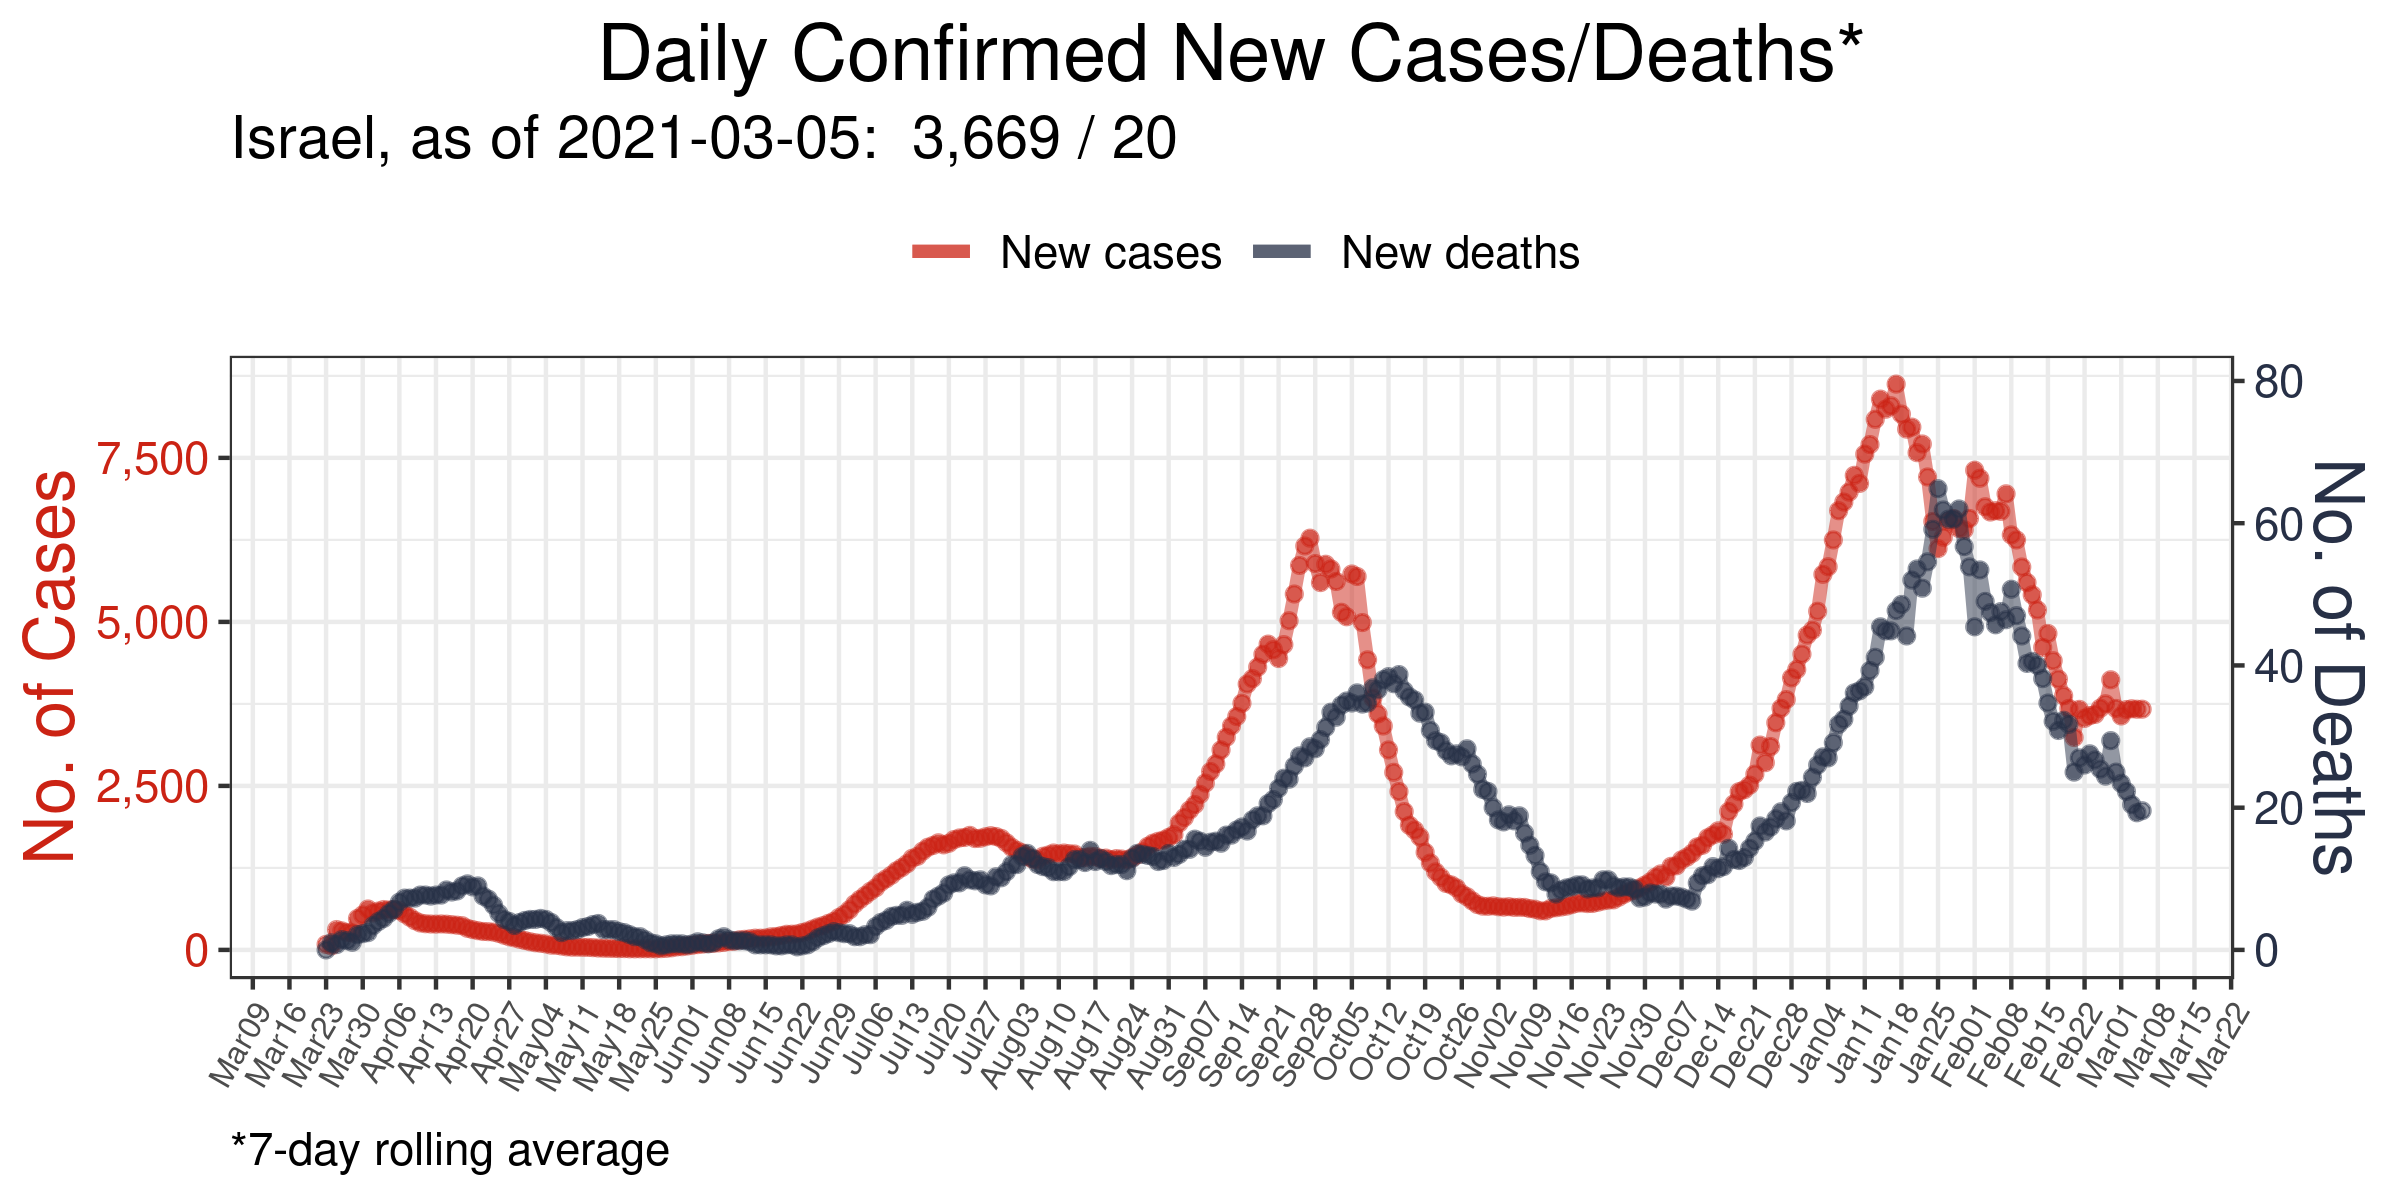 Daily Confirmed New Cases/Deaths*
Israel, as of 2021-03-05:  3,669 / 20
New cases
New deaths
No. of Cases
7,500
5,000
2,500
0
80
60
40
20
0
No. of Deaths
Mar09
Mar16
Mar23
Mar30
Apr06
Apr13
Apr20
Apr27
May04
May11
May18
May25
Jun01
Jun08
Jun15
Jun22
Jun29
Jul06
Jul13
Jul20
Jul27
Aug03
Aug10
Aug17
Aug24
Aug31
Sep07
Sep14
Sep21
Sep28
Oct05
Oct12
Oct19
Oct26
Nov02
Nov09
Nov16
Nov23
Nov30
Dec07
Dec14
Dec21
Dec28
Jan04
Jan11
Jan18
Jan25
Feb01
Feb08
Feb15
Feb22
Mar01
Mar08
Mar15
Mar22
*7-day rolling average